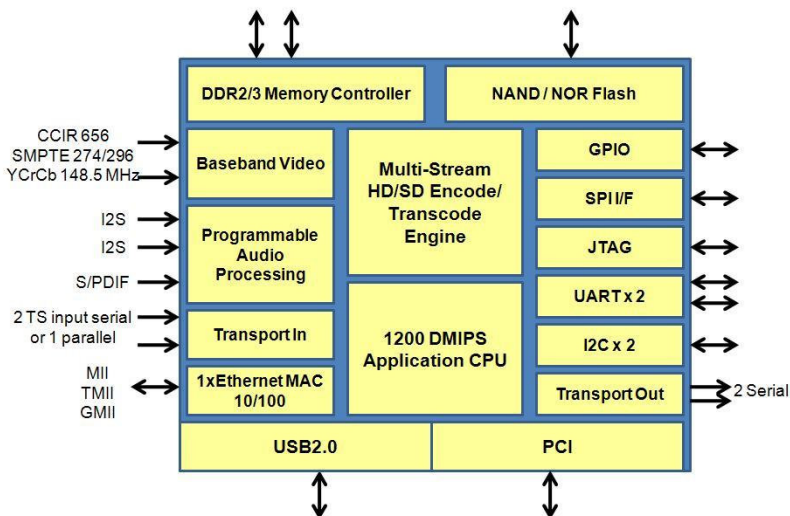 DDR2/3 Memory Controller
NAND / NOR Flash
CCIR 656
SMPTE 274/296
YCrCb 148.5 MHz
Baseband Video
Multi-Stream
HD/SD Encode/
Transcode
Engine
GPIO
SPI I/F
I2S
I2S
S/PDIF
Programmable
Audio
Processing
JTAG
UART x 2
2 TS input serial
or 1 parallel
Transport In
1200 DMIPS
Application CPU
I2C x 2
MII
TMII
GMII
1xEthernet MAC
10/100
Transport Out
2 Serial
USB2.0
PCI